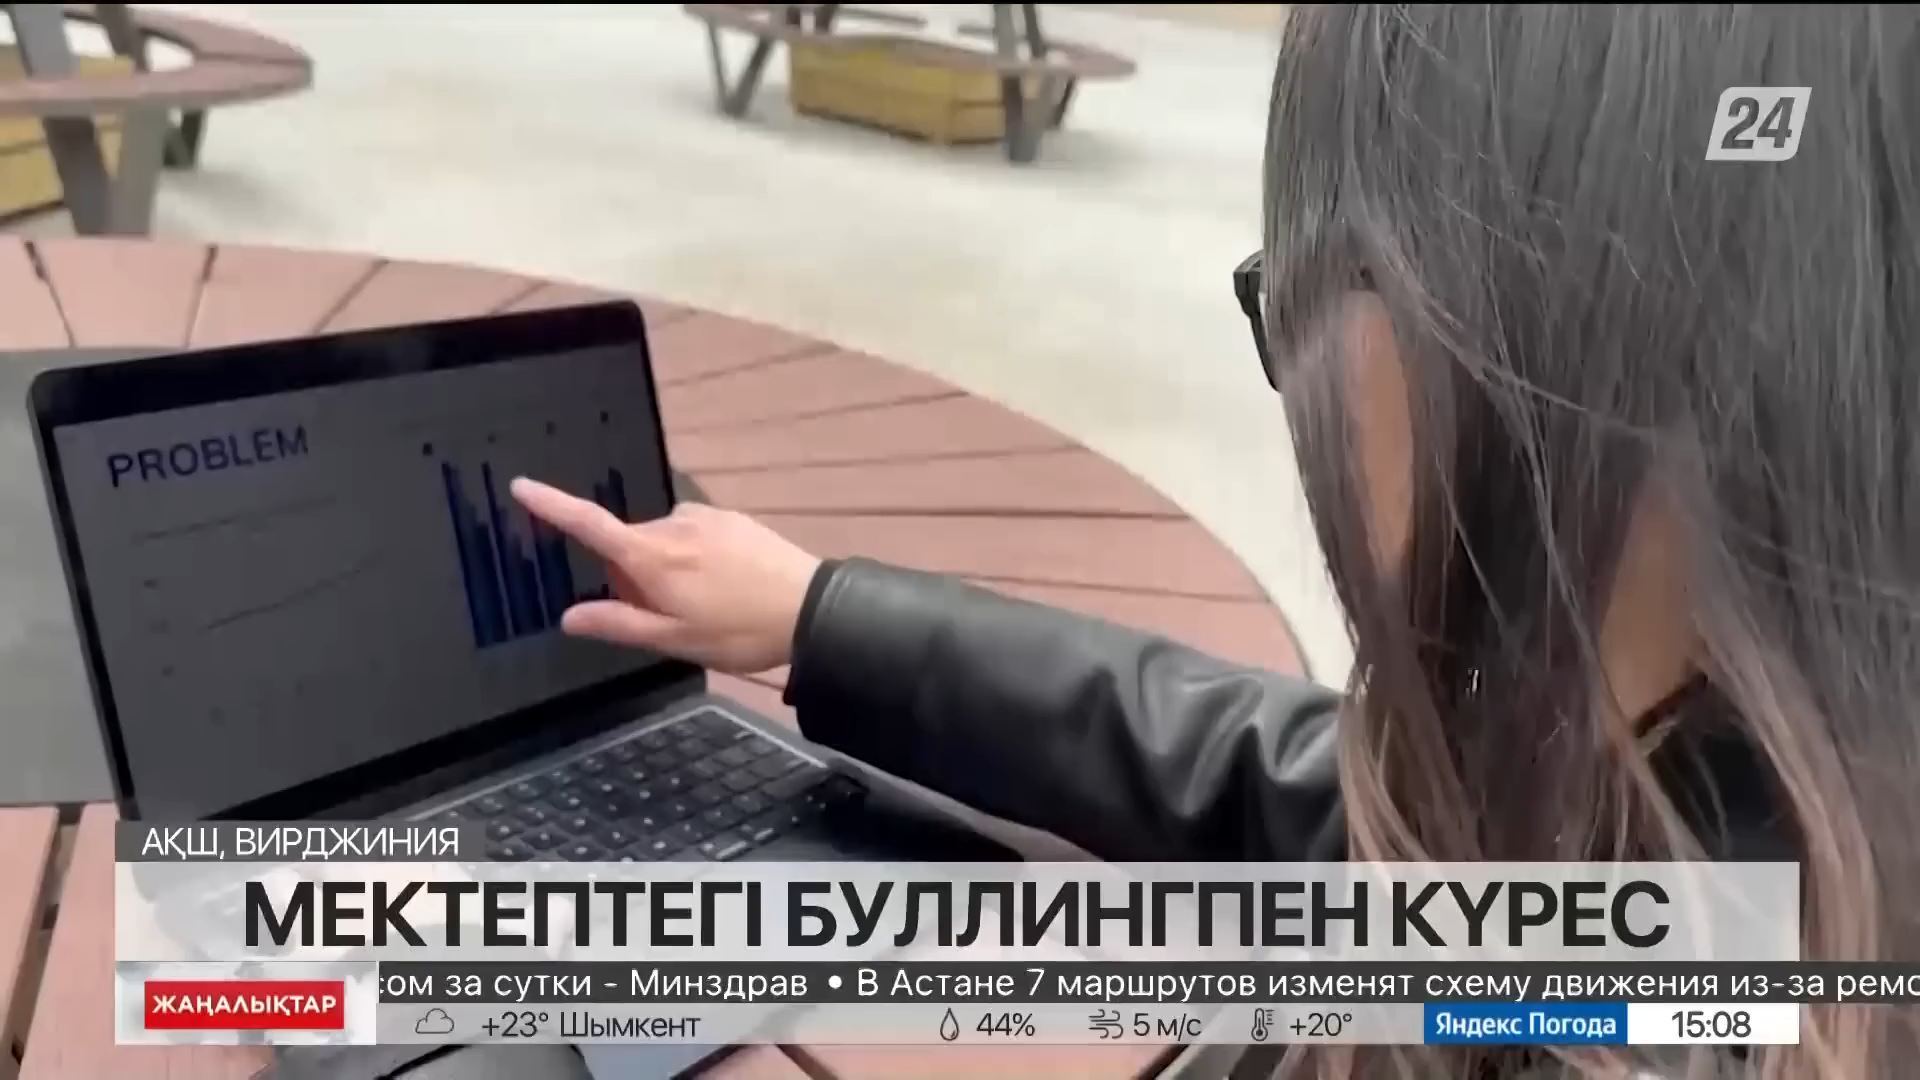 24
PROBLEM
АҚШ, ВИРДЖИНИЯ
МЕКТЕПТЕГІ БУЛЛИНГПЕН КҮРЕС
ЖАҢАЛЫҚТАР
сом за сутки - Минздрав • В Астане 7 маршрутов изменят схему движения из-за ремо
+23° Шымкент 44% 5 м/с +20° Яндекс Погода 15:08